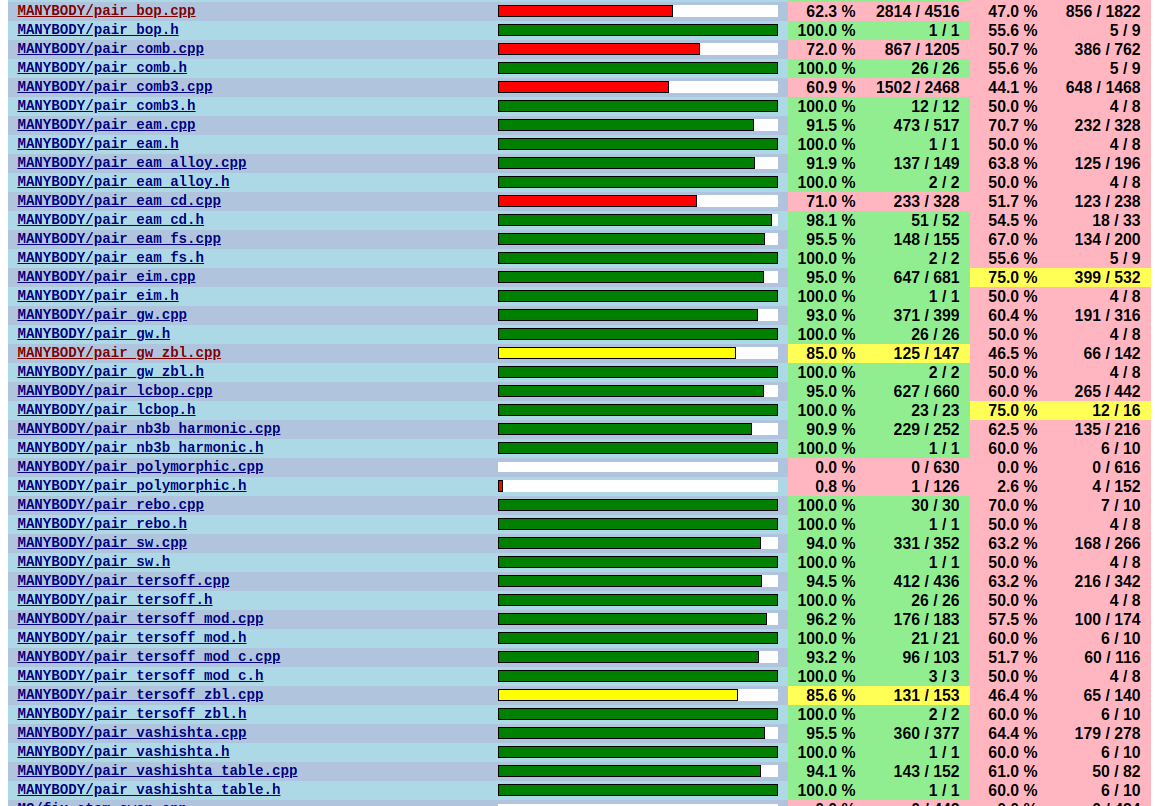 MANYBODY/pair_bop.cpp 62.3 % 2814 / 4516 47.0 % 856 / 1822
MANYBODY/pair_bop.h 100.0 % 1 / 1 55.6 % 5 / 9
MANYBODY/pair_comb.cpp 72.0 % 867 / 1205 50.7 % 386 / 762
MANYBODY/pair_comb.h 100.0 % 26 / 26 55.6 % 5 / 9
MANYBODY/pair_comb3.cpp 60.9 % 1502 / 2468 44.1 % 648 / 1468
MANYBODY/pair_comb3.h 100.0 % 12 / 12 50.0 % 4 / 8
MANYBODY/pair_eam.cpp 91.5 % 473 / 517 70.7 % 232 / 328
MANYBODY/pair_eam.h 100.0 % 1 / 1 50.0 % 4 / 8
MANYBODY/pair_eam_alloy.cpp 91.9 % 137 / 149 63.8 % 125 / 196
MANYBODY/pair_eam_alloy.h 100.0 % 2 / 2 50.0 % 4 / 8
MANYBODY/pair_eam_cd.cpp 71.0 % 233 / 328 51.7 % 123 / 238
MANYBODY/pair_eam_cd.h 98.1 % 51 / 52 54.5 % 18 / 33
MANYBODY/pair_eam_fs.cpp 95.5 % 148 / 155 67.0 % 134 / 200
MANYBODY/pair_eam_fs.h 100.0 % 2 / 2 55.6 % 5 / 9
MANYBODY/pair_eim.cpp 95.0 % 647 / 681 75.0 % 399 / 532
MANYBODY/pair_eim.h 100.0 % 1 / 1 50.0 % 4 / 8
MANYBODY/pair_gw.cpp 93.0 % 371 / 399 60.4 % 191 / 316
MANYBODY/pair_gw.h 100.0 % 26 / 26 50.0 % 4 / 8
MANYBODY/pair_gw_zbl.cpp 85.0 % 125 / 147 46.5 % 66 / 142
MANYBODY/pair_gw_zbl.h 100.0 % 2 / 2 50.0 % 4 / 8
MANYBODY/pair_lcbop.cpp 95.0 % 627 / 660 60.0 % 265 / 442
MANYBODY/pair_lcbop.h 100.0 % 23 / 23 75.0 % 12 / 16
MANYBODY/pair_nb3b_harmonic.cpp 90.9 % 229 / 252 62.5 % 135 / 216
MANYBODY/pair_nb3b_harmonic.h 100.0 % 1 / 1 60.0 % 6 / 10
MANYBODY/pair_polymorphic.cpp 0.0 % 0 / 630 0.0 % 0 / 616
MANYBODY/pair_polymorphic.h 0.8 % 1 / 126 2.6 % 4 / 152
MANYBODY/pair_rebo.cpp 100.0 % 30 / 30 70.0 % 7 / 10
MANYBODY/pair_rebo.h 100.0 % 1 / 1 50.0 % 4 / 8
MANYBODY/pair_sw.cpp 94.0 % 331 / 352 63.2 % 168 / 266
MANYBODY/pair_sw.h 100.0 % 1 / 1 50.0 % 4 / 8
MANYBODY/pair_tersoff.cpp 94.5 % 412 / 436 63.2 % 216 / 342
MANYBODY/pair_tersoff.h 100.0 % 26 / 26 50.0 % 4 / 8
MANYBODY/pair_tersoff_mod.cpp 96.2 % 176 / 183 57.5 % 100 / 174
MANYBODY/pair_tersoff_mod.h 100.0 % 21 / 21 60.0 % 6 / 10
MANYBODY/pair_tersoff_mod_c.cpp 93.2 % 96 / 103 51.7 % 60 / 116
MANYBODY/pair_tersoff_mod_c.h 100.0 % 3 / 3 50.0 % 4 / 8
MANYBODY/pair_tersoff_zbl.cpp 85.6 % 131 / 153 46.4 % 65 / 140
MANYBODY/pair_tersoff_zbl.h 100.0 % 2 / 2 60.0 % 6 / 10
MANYBODY/pair_vashishta.cpp 95.5 % 360 / 377 64.4 % 179 / 278
MANYBODY/pair_vashishta.h 100.0 % 1 / 1 60.0 % 6 / 10
MANYBODY/pair_vashishta_table.cpp 94.1 % 143 / 152 61.0 % 50 / 82
MANYBODY/pair_vashishta_table.h 100.0 % 1 / 1 60.0 % 6 / 10